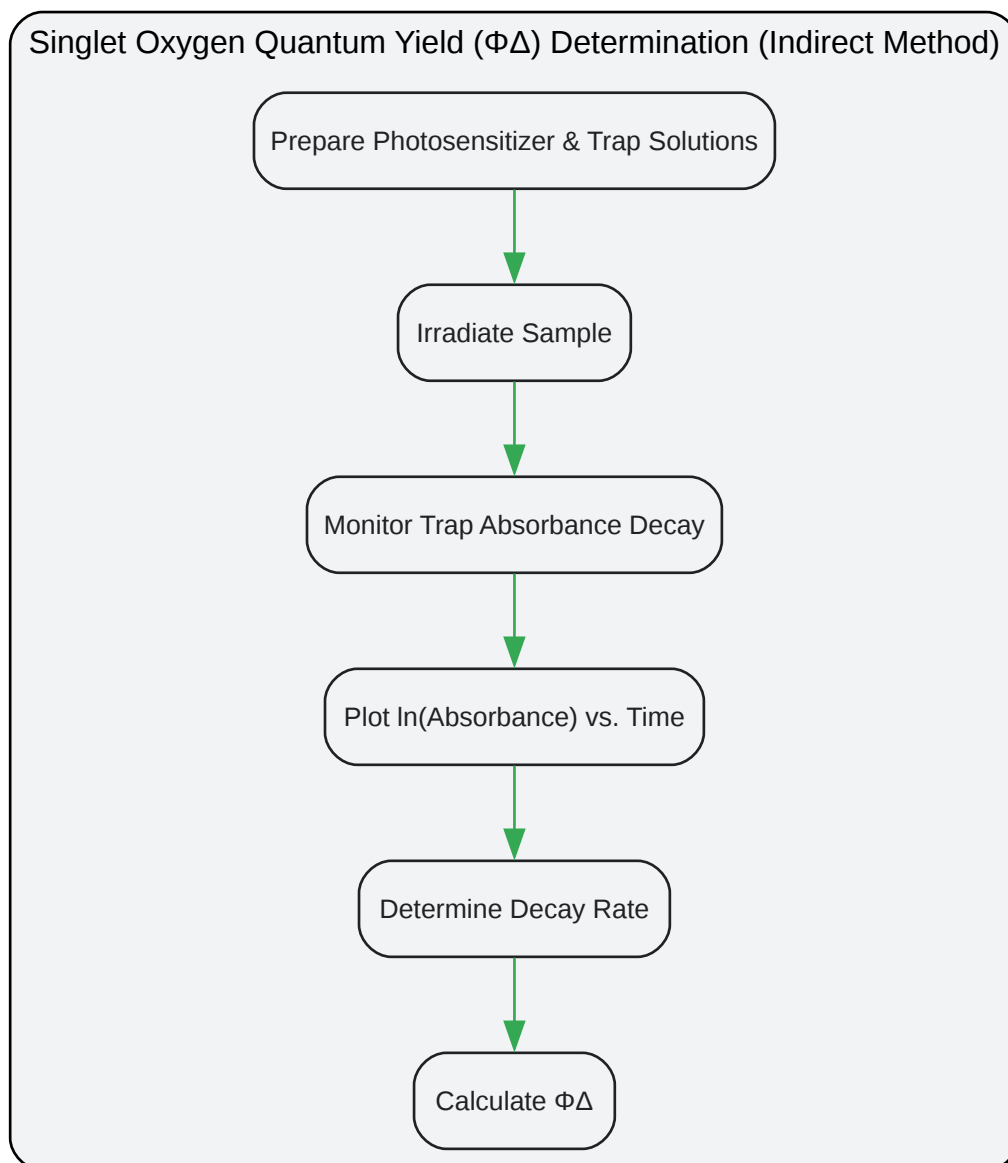 Singlet Oxygen Quantum Yield (ΦΔ) Determination (Indirect Method)
Prepare Photosensitizer & Trap Solutions
Irradiate Sample
Monitor Trap Absorbance Decay
Plot ln(Absorbance) vs. Time
Determine Decay Rate
Calculate ΦΔ